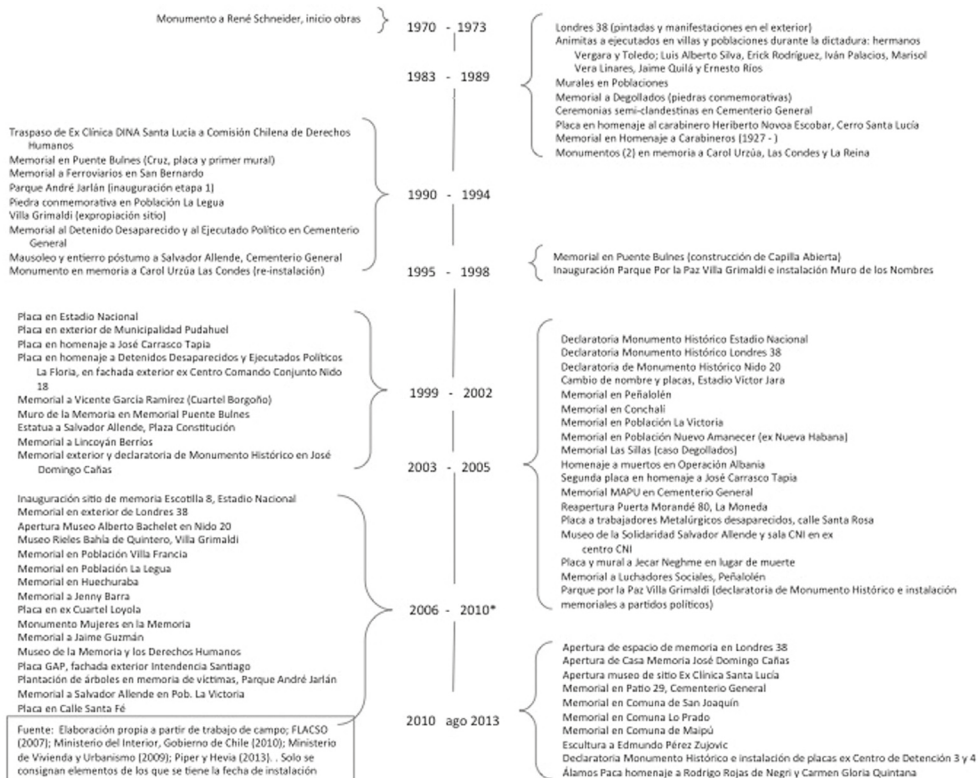 Monumento a René Schneider, inicio obras
1970 - 1973
1983 - 1989
Londres 38 (pintadas y manifestaciones en el exterior)
Animitas a ejecutados en villas y poblaciones durante la dictadura: hermanos
Vergara y Toledo; Luis Alberto Silva, Erick Rodríguez, Iván Palacios, Marisol
Vera Linares, Jaime Quilá y Ernesto Ríos
Murales en Poblaciones
Memorial a Degollados (piedras conmemorativas)
Ceremonias semi-clandestinas en Cementerio General
Placa en homenaje al carabinero Heriberto Novoa Escobar, Cerro Santa Lucía
Memorial en Homenaje a Carabineros (1927 - )
Monumentos (2) en memoria a Carol Urzúa, Las Condes y La Reina
Traspaso de Ex Clínica DINA Santa Lucia a Comisión Chilena de Derechos
Humanos
Memorial en Puente Bulnes (Cruz, placa y primer mural)
Memorial a Ferroviarios en San Bernardo
Parque André Jarlán (inauguración etapa 1)
Piedra conmemorativa en Población La Legua
Villa Grimaldi (expropiación sitio)
Memorial al Detenido Desaparecido y al Ejecutado Político en Cementerio
General
Mausoleo y entierro póstumo a Salvador Allende, Cementerio General
Monumento en memoria a Carol Urzúa Las Condes (re-instalación)
1990 - 1994
1995 - 1998
Memorial en Puente Bulnes (construcción de Capilla Abierta)
Inauguración Parque Por la Paz Villa Grimaldi e instalación Muro de los Nombres
Placa en Estadio Nacional
Placa en exterior de Municipalidad Pudahuel
Placa en homenaje a José Carrasco Tapia
Placa en homenaje a Detenidos Desaparecidos y Ejecutados Políticos
La Floria, en fachada exterior ex Centro Comando Conjunto Nido
18
Memorial a Vicente García Ramírez (Cuartel Borgoño)
Muro de la Memoria en Memorial Puente Bulnes
Estatua a Salvador Allende, Plaza Constitución
Memorial a Lincoyán Berríos
Memorial exterior y declaratoria de Monumento Histórico en José
Domingo Cañas
1999 - 2002
2003 - 2005
Declaratoria Monumento Histórico Estadio Nacional
Declaratoria Monumento Histórico Londres 38
Declaratoria de Monumento Histórico Nido 20
Cambio de nombre y placas, Estadio Víctor Jara
Memorial en Peñalolén
Memorial en Conchalí
Memorial en Población La Victoria
Memorial en Población Nuevo Amanecer (ex Nueva Habana)
Memorial Las Sillas (caso Degollados)
Homenaje a muertos en Operación Albania
Segunda placa en homenaje a José Carrasco Tapia
Memorial MAPU en Cementerio General
Reapertura Puerta Morandé 80, La Moneda
Placa a trabajadores Metalúrgicos desaparecidos, calle Santa Rosa
Museo de la Solidaridad Salvador Allende y sala CNI en ex
centro CNI
Placa y mural a Jecar Neghme en lugar de muerte
Memorial a Luchadores Sociales, Peñalolén
Parque por la Paz Villa Grimaldi (declaratoria de Monumento Histórico e instalación
memoriales a partidos políticos)
Inauguración sitio de memoria Escotilla 8, Estadio Nacional
Memorial en exterior de Londres 38
Apertura Museo Alberto Bachelet en Nido 20
Museo Rieles Bahía de Quintero, Villa Grimaldi
Memorial en Población Villa Francia
Memorial en Población La Legua
Memorial en Huechuraba
Memorial a Jenny Barra
Placa en ex Cuartel Loyola
Monumento Mujeres en la Memoria
Memorial a Jaime Guzmán
Museo de la Memoria y los Derechos Humanos
Placa GAP, fachada exterior Intendencia Santiago
Plantación de árboles en memoria de víctimas, Parque André Jarlán
Memorial a Salvador Allende en Pob. La Victoria
Placa en Calle Santa Fé
2006 - 2010*
2010 ago 2013
Apertura de espacio de memoria en Londres 38
Apertura de Casa Memoria José Domingo Cañas
Apertura museo de sitio Ex Clínica Santa Lucía
Memorial en Patio 29, Cementerio General
Memorial en Comuna de San Joaquín
Memorial en Comuna Lo Prado
Memorial en Comuna de Maipú
Escultura a Edmundo Pérez Zujovic
Declaratoria Monumento Histórico e instalación de placas ex Centro de Detención 3 y 4
Álamos Paca homenaje a Rodrigo Rojas de Negri y Carmen Gloria Quintana
Fuente: Elaboración propia a partir de trabajo de campo; FLACSO
(2007); Ministerio del Interior, Gobierno de Chile (2010); Ministerio
de Vivienda y Urbanismo (2009); Piper y Hevia (2013). . Solo se
consignan elementos de los que se tiene la fecha de instalación